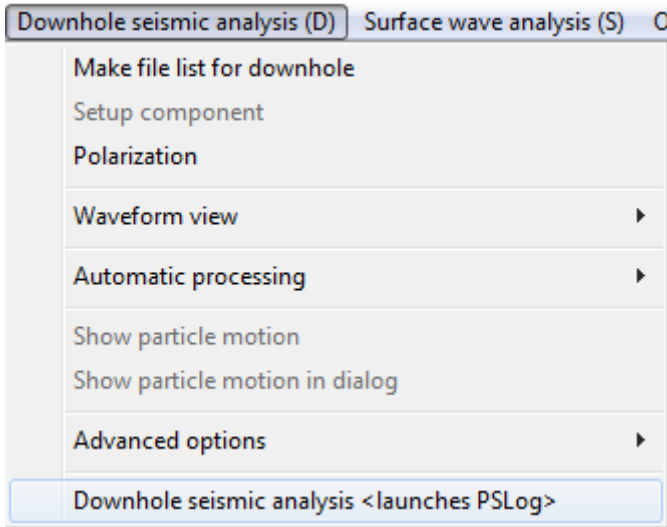 Downhole seismic analysis (D) Surface wave analysis (S)
Make file list for downhole
Setup component
Polarization
Waveform view
Automatic processing
Show particle motion
Show particle motion in dialog
Advanced options
Downhole seismic analysis <launches PSLog>